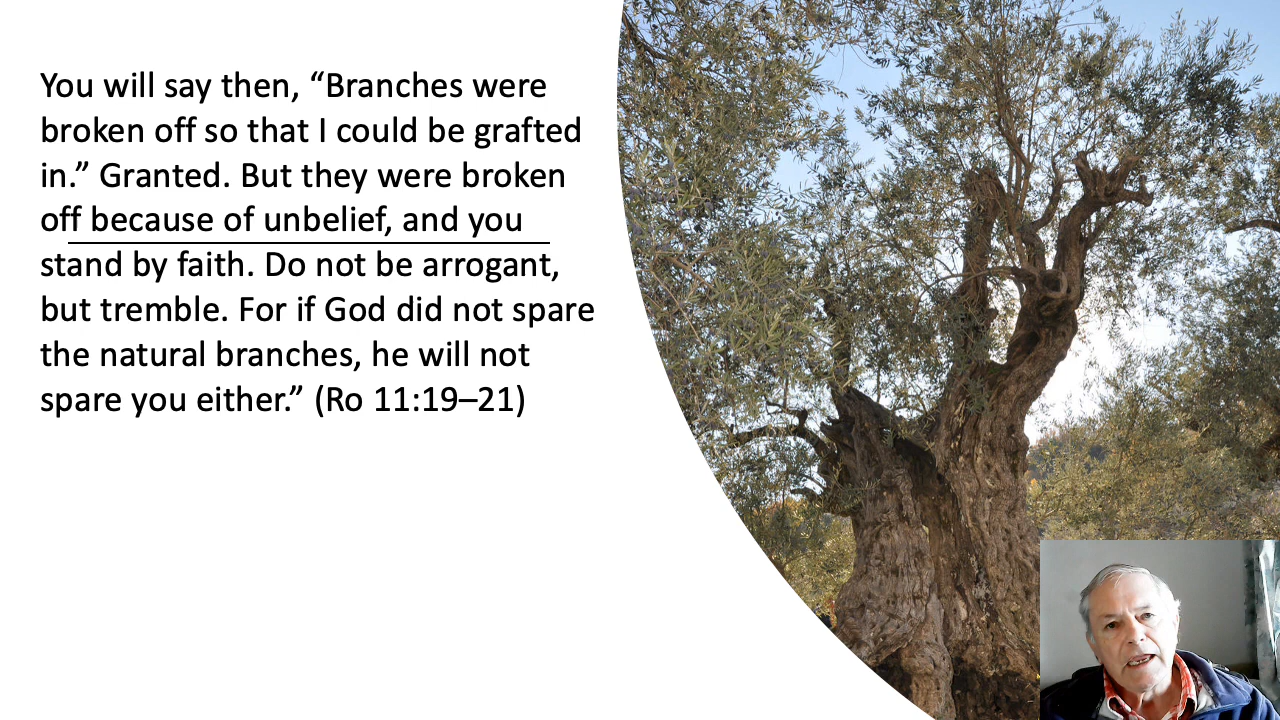 You will say then, “Branches were
broken off so that I could be grafted
in.” Granted. But they were broken
off because of unbelief, and you
stand by faith. Do not be arrogant,
but tremble. For if God did not spare
the natural branches, he will not
spare you either.” (Ro 11:19–21)